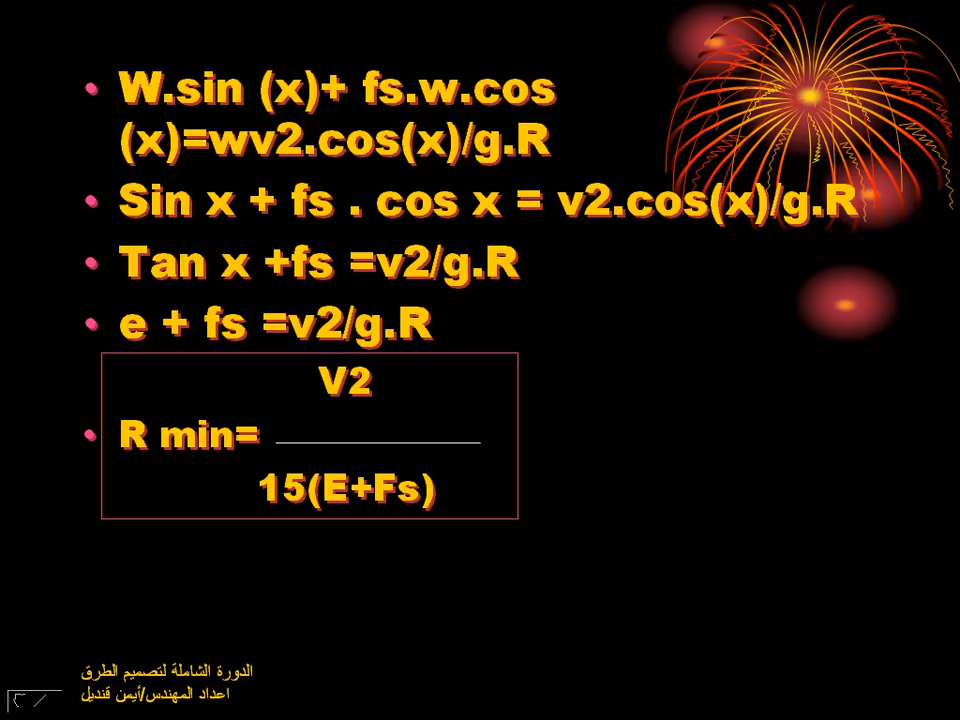 • W.sin (x)+ fs.w.cos
(x)=wv2.cos(x)/g.R
• Sin x + fs . cos x = v2.cos(x)/g.R
• Tan x +fs =v2/g.R
• e + fs =v2/g.R
V2
• R min=
15(E+Fs)
الدورة الشاملة لتصميم الطرق
اعداد المهندس/أيمن قنديل